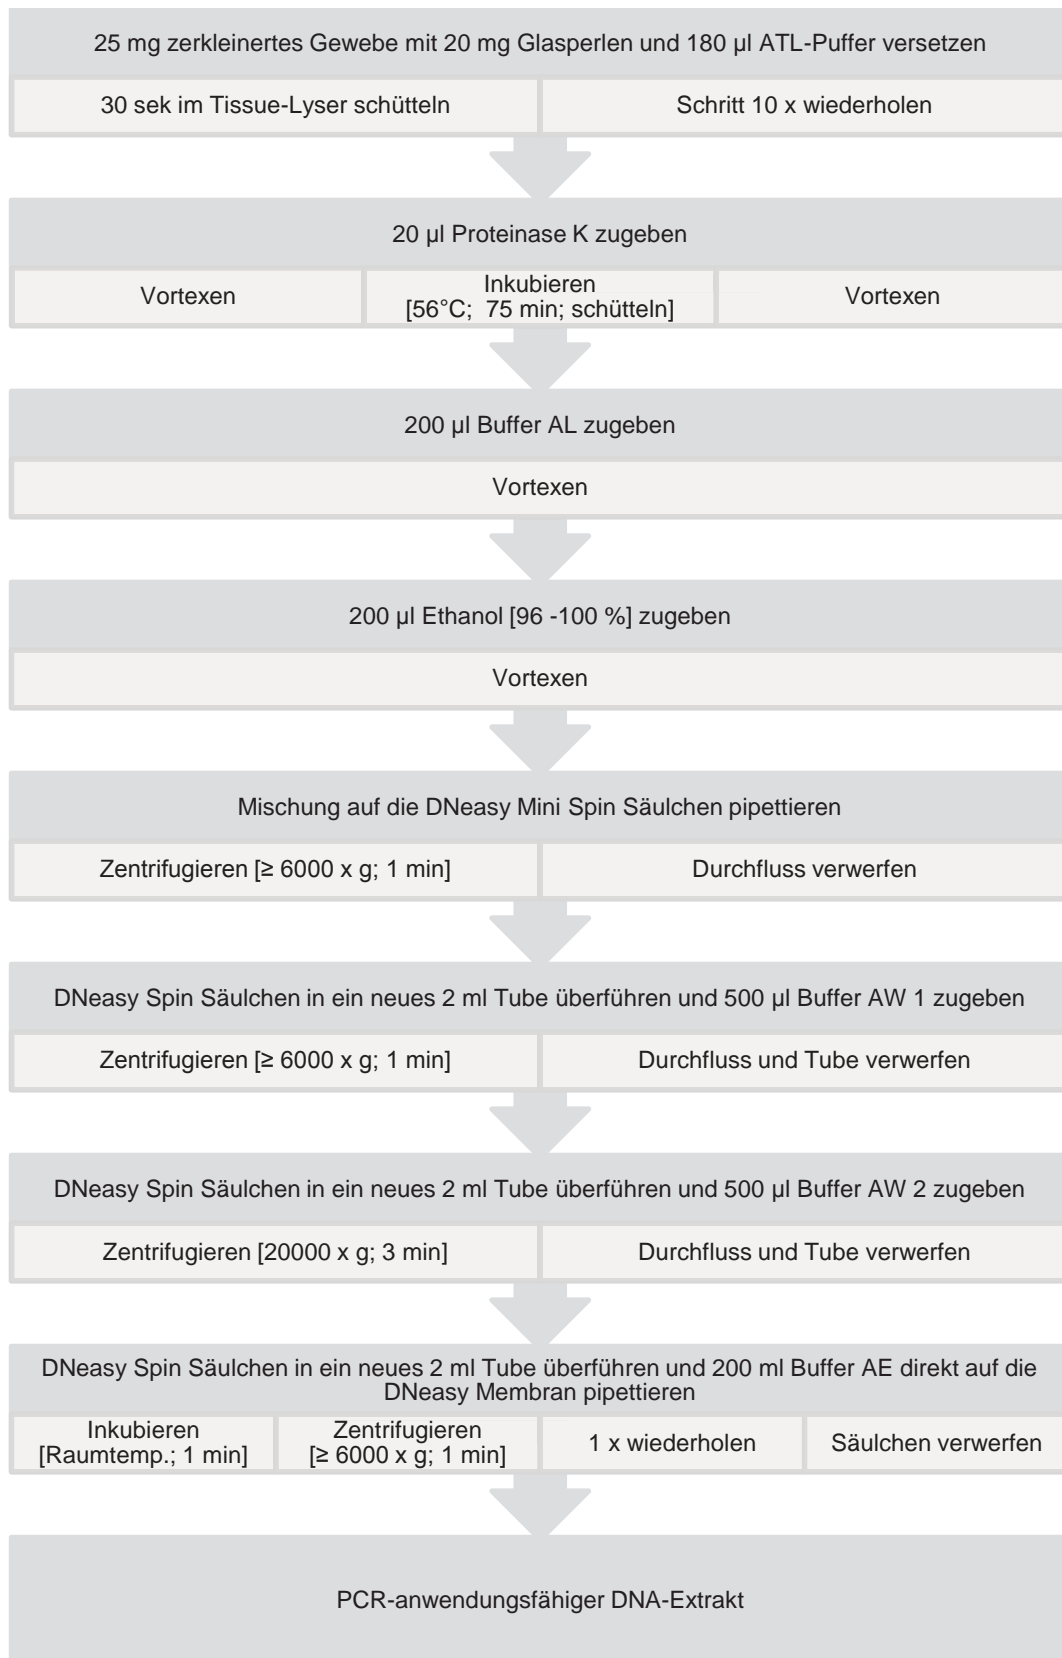 25 mg zerkleinertes Gewebe mit 20 mg Glasperlen und 180 µl ATL-Puffer versetzen
30 sek im Tissue-Lyser schütteln
Schritt 10 x wiederholen
20 µl Proteinase K zugeben
Vortexen
Inkubieren
[56°C;  75 min; schütteln]
Vortexen
200 µl Buffer AL zugeben
Vortexen
200 µl Ethanol [96 -100 %] zugeben
Vortexen
Mischung auf die DNeasy Mini Spin Säulchen pipettieren
Zentrifugieren [≥ 6000 x g; 1 min]
Durchfluss verwerfen
DNeasy Spin Säulchen in ein neues 2 ml Tube überführen und 500 µl Buffer AW 1 zugeben
Zentrifugieren [≥ 6000 x g; 1 min]
Durchfluss und Tube verwerfen
DNeasy Spin Säulchen in ein neues 2 ml Tube überführen und 500 µl Buffer AW 2 zugeben
Zentrifugieren [20000 x g; 3 min]
Durchfluss und Tube verwerfen
DNeasy Spin Säulchen in ein neues 2 ml Tube überführen und 200 ml Buffer AE direkt auf die
DNeasy Membran pipettieren
Inkubieren
[Raumtemp.; 1 min]
Zentrifugieren
[≥ 6000 x g; 1 min]
1 x wiederholen
Säulchen verwerfen
PCR-anwendungsfähiger DNA-Extrakt